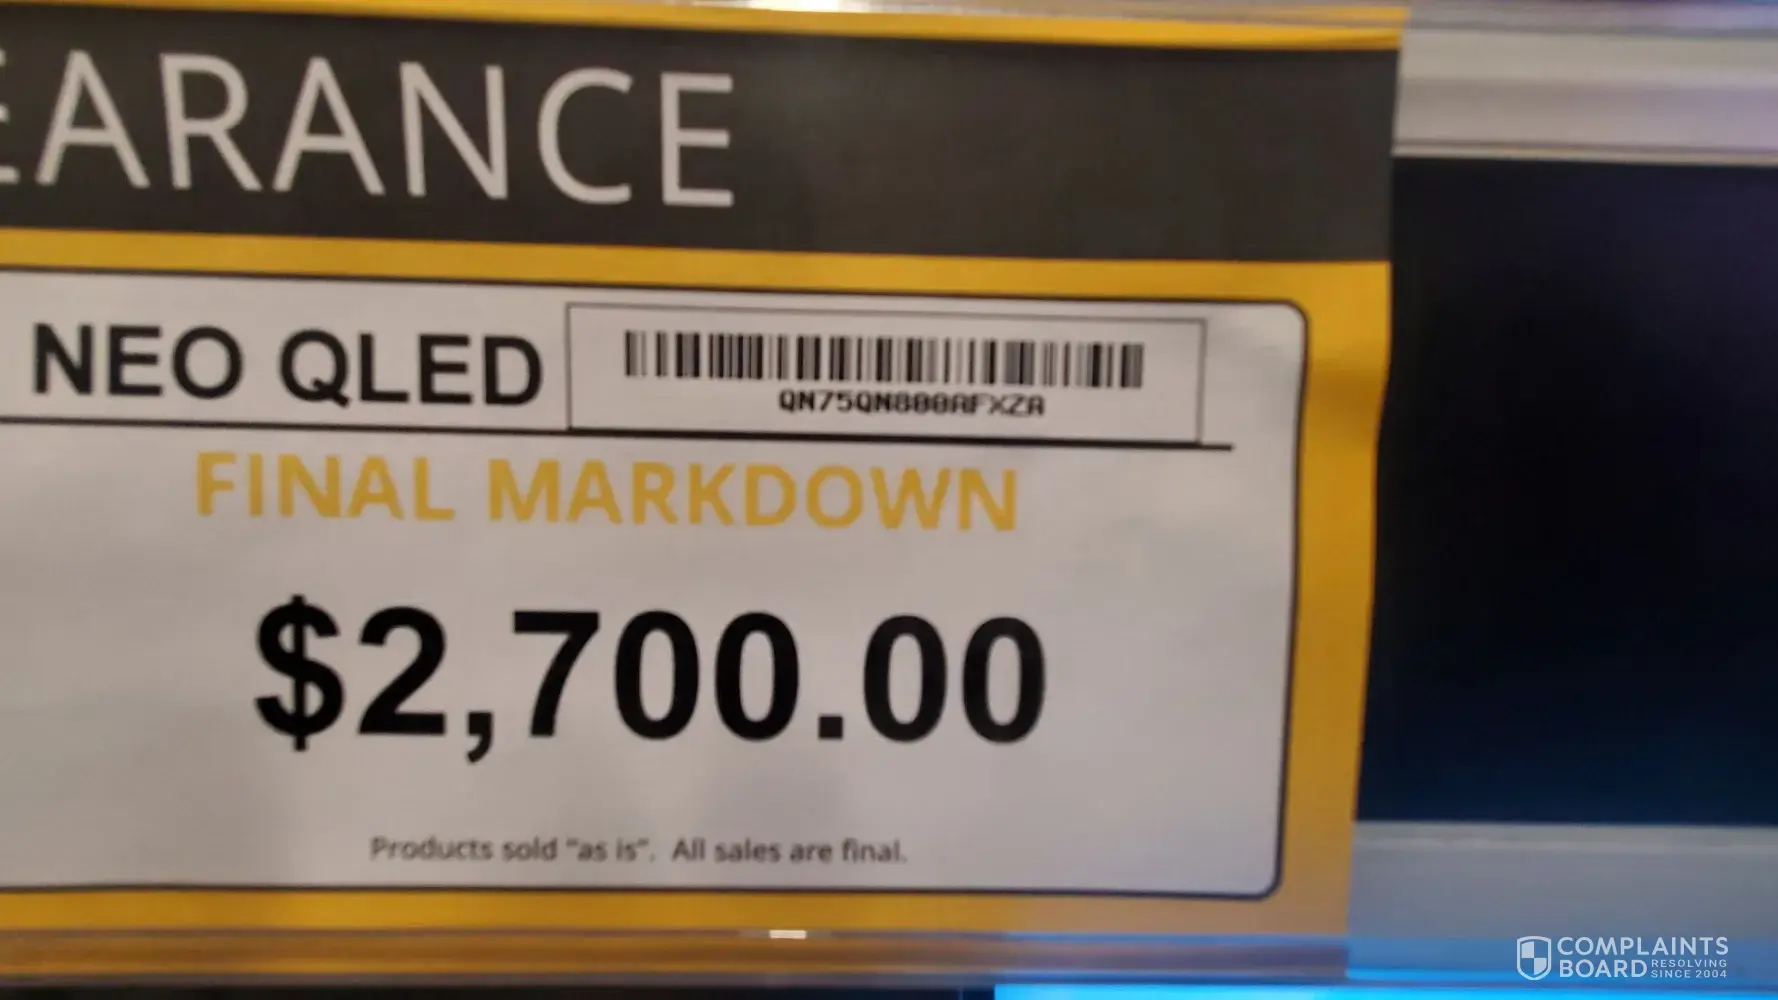 EARANCE
NEO QLED
QN75QN800AFXZA
FINAL MARKDOWN
$2,700.00
Products sold "as is". All sales are final.
COMPLAINTS
BOARD RESOLVING
SINCE 2004